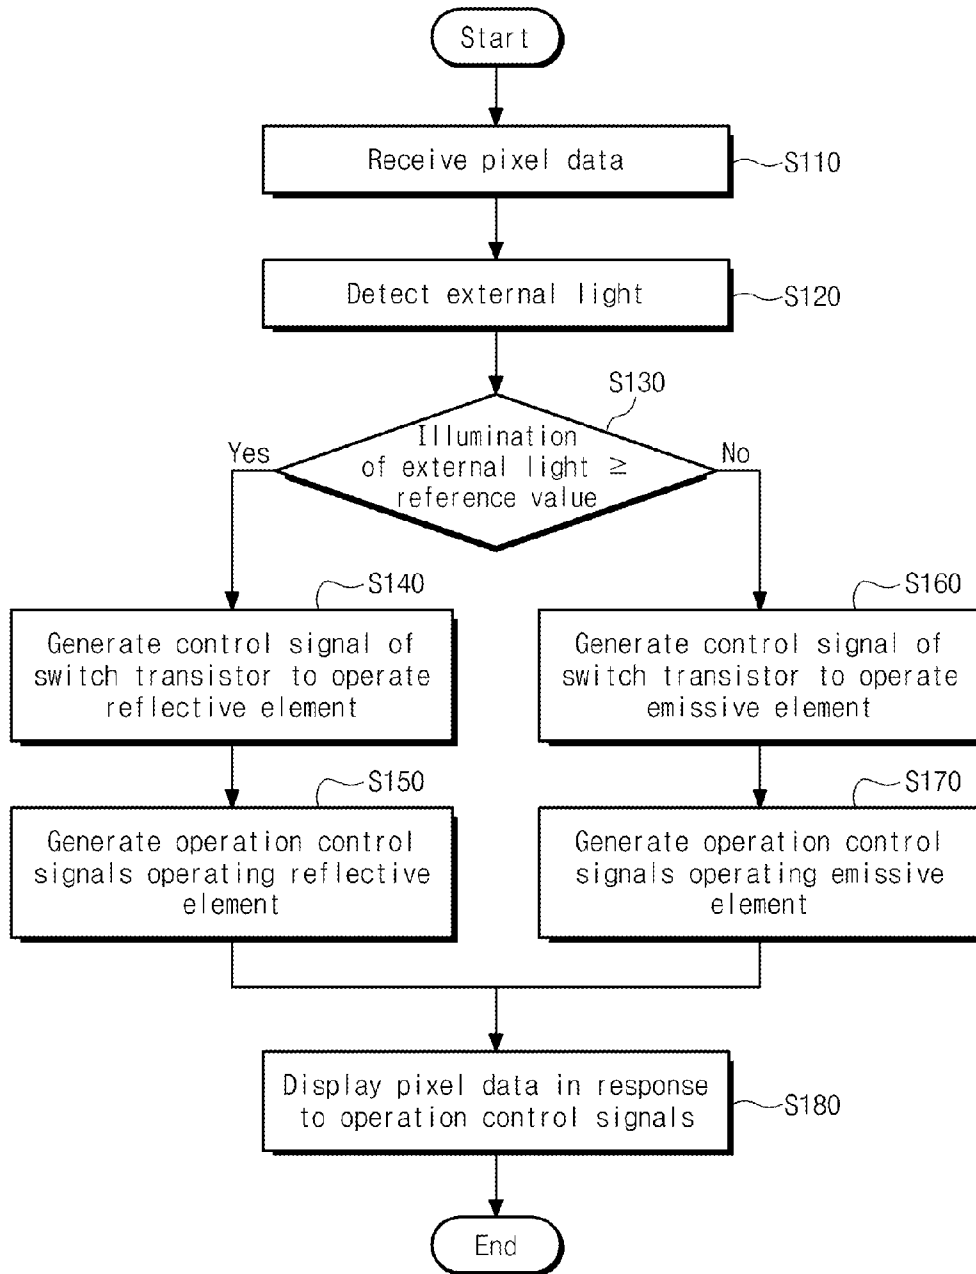 Start
Receive pixel data
S110
Detect external light
S120
S130
Illumination
of external light ≥
reference value
Yes
No
S140
Generate control signal of
switch transistor to operate
reflective element
S160
Generate control signal of
switch transistor to operate
emissive element
S150
Generate operation control
signals operating reflective
element
S170
Generate operation control
signals operating emissive
element
Display pixel data in response
to operation control signals
S180
End